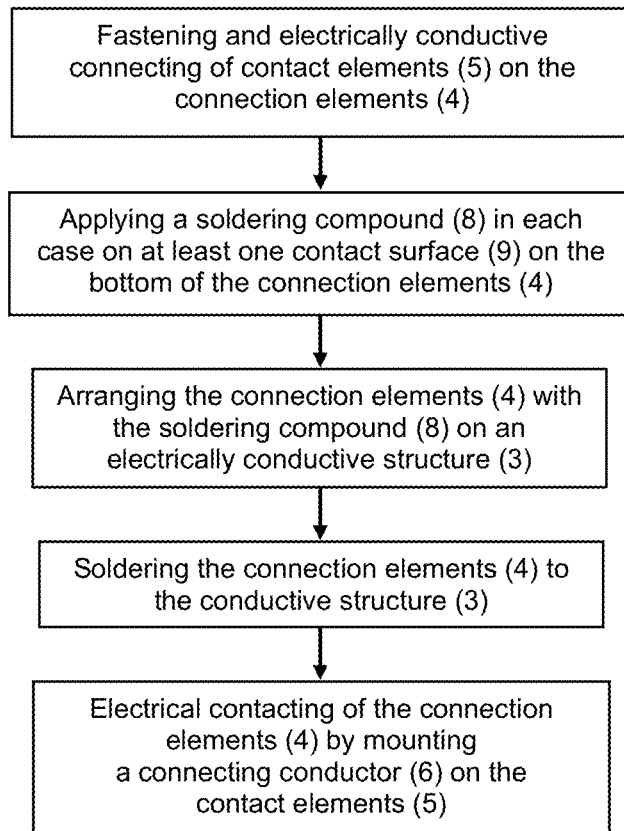 Fastening and electrically conductive
connecting of contact elements (5) on the
connection elements (4)
Applying a soldering compound (8) in each
case on at least one contact surface (9) on the
bottom of the connection elements (4)
Arranging the connection elements (4) with
the soldering compound (8) on an
electrically conductive structure (3)
Soldering the connection elements (4) to
the conductive structure (3)
Electrical contacting of the connection
elements (4) by mounting
a connecting conductor (6) on the
contact elements (5)